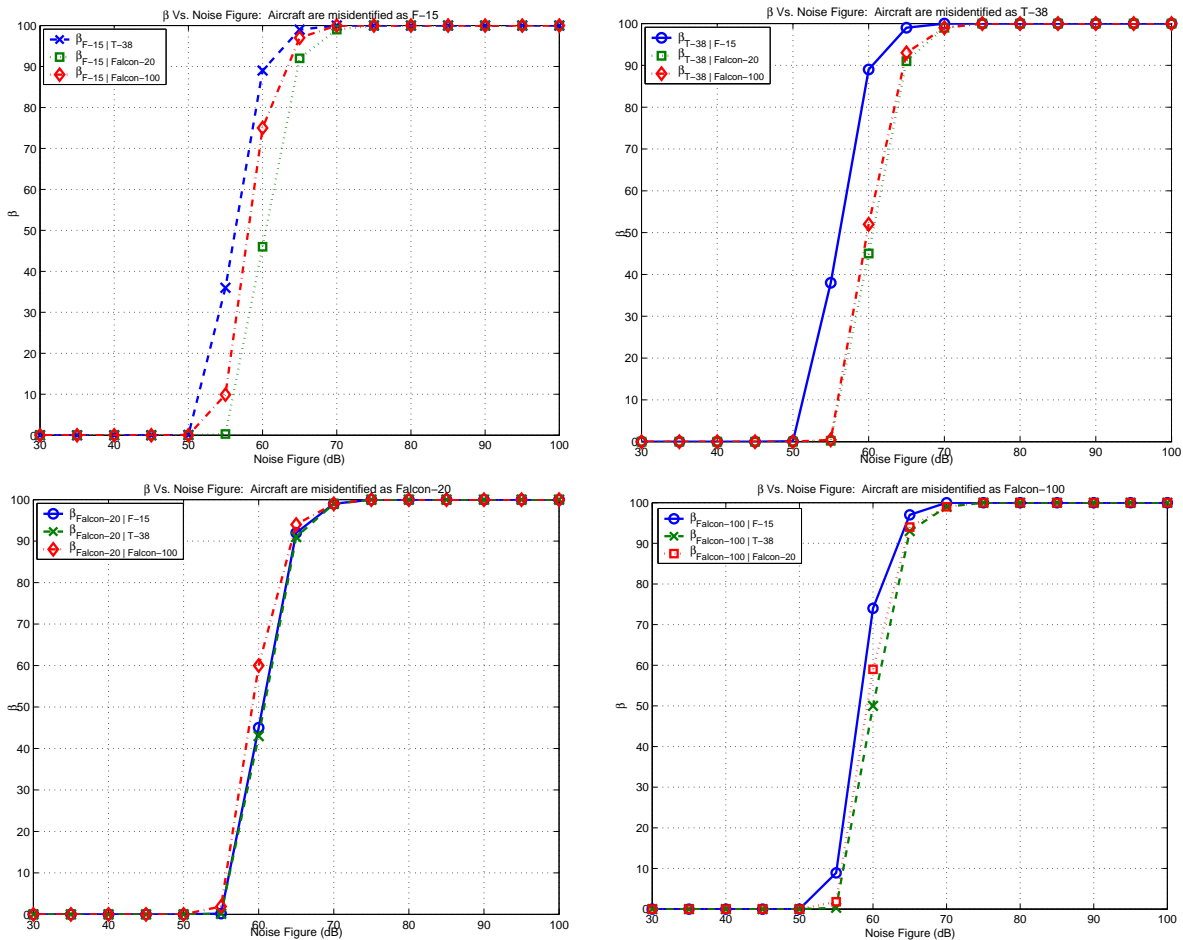 β Vs. Noise Figure: Aircraft are misidentified as F−15
100
90
80
70
60
50
40
30
20
10
0
β
β F−15 | T−38
β F−15 | Falcon−20
β F−15 | Falcon−100
30 40 50 60 70 80 90 100
Noise Figure (dB)
β Vs. Noise Figure: Aircraft are misidentified as T−38
100
90
80
70
60
50
40
30
20
10
0
β
β T−38 | F−15
β T−38 | Falcon−20
β T−38 | Falcon−100
30 40 50 60 70 80 90 100
Noise Figure (dB)
β Vs. Noise Figure: Aircraft are misidentified as Falcon−20
100
90
80
70
60
50
40
30
20
10
0
β
β Falcon−20 | F−15
β Falcon−20 | T−38
β Falcon−20 | Falcon−100
30 40 50 60 70 80 90 100
Noise Figure (dB)
β Vs. Noise Figure: Aircraft are misidentified as Falcon−100
100
90
80
70
60
50
40
30
20
10
0
β
β Falcon−100 | F−15
β Falcon−100 | T−38
β Falcon−100 | Falcon−20
30 40 50 60 70 80 90 100
Noise Figure (dB)